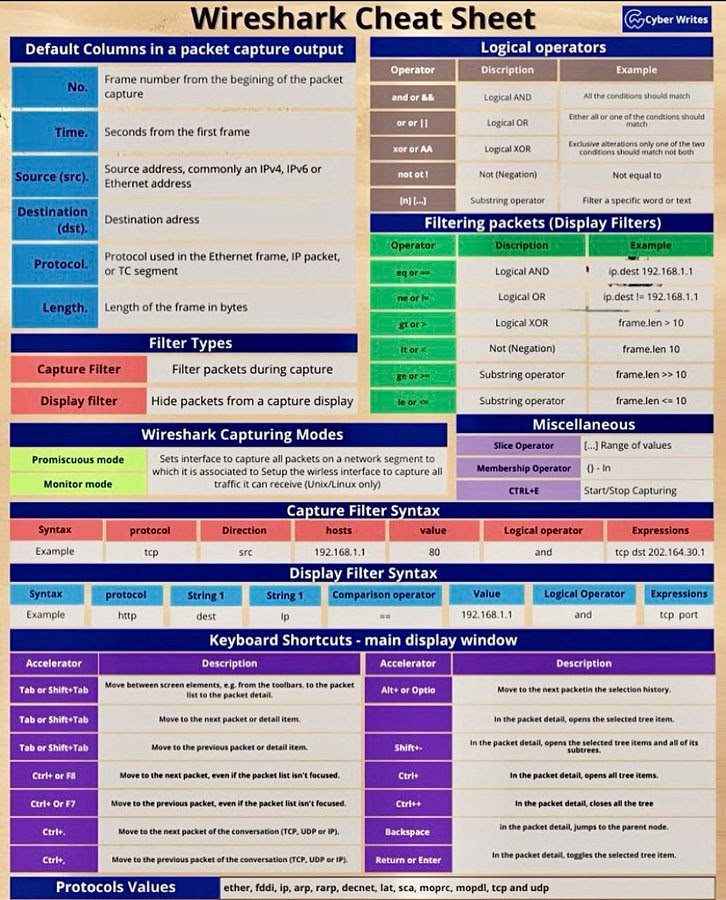 Wireshark Cheat Sheet
Cyber Writes
Default Columns in a packet capture output
No.
Frame number from the begining of the packet
capture
Time.
Seconds from the first frame
Source (src).
Source address, commonly an IPv4, IPv6 or
Ethernet address
Destination
(dst).
Destination adress
Protocol.
Protocol used in the Ethernet frame, IP packet,
or TC segment
Length.
Length of the frame in bytes
Filter Types
Capture Filter
Filter packets during capture
Display filter
Hide packets from a capture display
Logical operators
Operator Discription Example
and or && Logical AND All the conditions should match
or or || Logical OR Either all or one of the condtions should
match
xor or AA Logical XOR Exclusive alterations only one of the two
conditions should match not both
not ot ! Not (Negation) Not equal to
[n] [...] Substring operator Filter a specific word or text
Filtering packets (Display Filters)
Operator Discription Example
eq or == Logical AND ip.dest 192.168.1.1
ne or != Logical OR ip.dest != 192.168.1.1
gt or > Logical XOR frame.len > 10
lt or < Not (Negation) frame.len 10
ge or >= Substring operator frame.len >> 10
le or <= Substring operator frame.len <= 10
Wireshark Capturing Modes
Promiscuous mode
Monitor mode
Sets interface to capture all packets on a network segment to
which it is associated to Setup the wirless interface to capture all
traffic it can receive (Unix/Linux only)
Miscellaneous
Slice Operator [...] Range of values
Membership Operator {} - In
CTRL+E Start/Stop Capturing
Capture Filter Syntax
Syntax protocol Direction hosts value Logical operator Expressions
Example tcp src 192.168.1.1 80 and tcp dst 202.164.30.1
Display Filter Syntax
Syntax protocol String 1 String 1 Comparison operator Value Logical Operator Expressions
Example http dest Ip == 192.168.1.1 and tcp port
Keyboard Shortcuts - main display window
Accelerator Description Accelerator Description
Tab or Shift+Tab
Move between screen elements, e.g. from the toolbars, to the packet
list to the packet detail.
Alt+ or Optio
Move to the next packetin the selection history.
Tab or Shift+Tab
Move to the next packet or detail item.
In the packet detail, opens the selected tree item.
Tab or Shift+Tab
Move to the previous packet or detail item.
Shift+-
In the packet detail, opens the selected tree items and all of its
subtrees.
Ctrl+ or F8
Move to the next packet, even if the packet list isn't focused.
Ctrl+
In the packet detail, opens all tree items.
Ctrl+ Or F7
Move to the previous packet, even if the packet list isn't focused.
Ctrl++
In the packet detail, closes all the tree
Ctrl+.
Move to the next packet of the conversation (TCP, UDP or IP).
Backspace
in the packet detail, jumps to the parent node.
Ctrl+,
Move to the previous packet of the conversation (TCP, UDP or IP).
Return or Enter
In the packet detail, toggles the selected tree item.
Protocols Values
ether, fddi, ip, arp, rarp, decnet, lat, sca, moprc, mopdl, tcp and udp